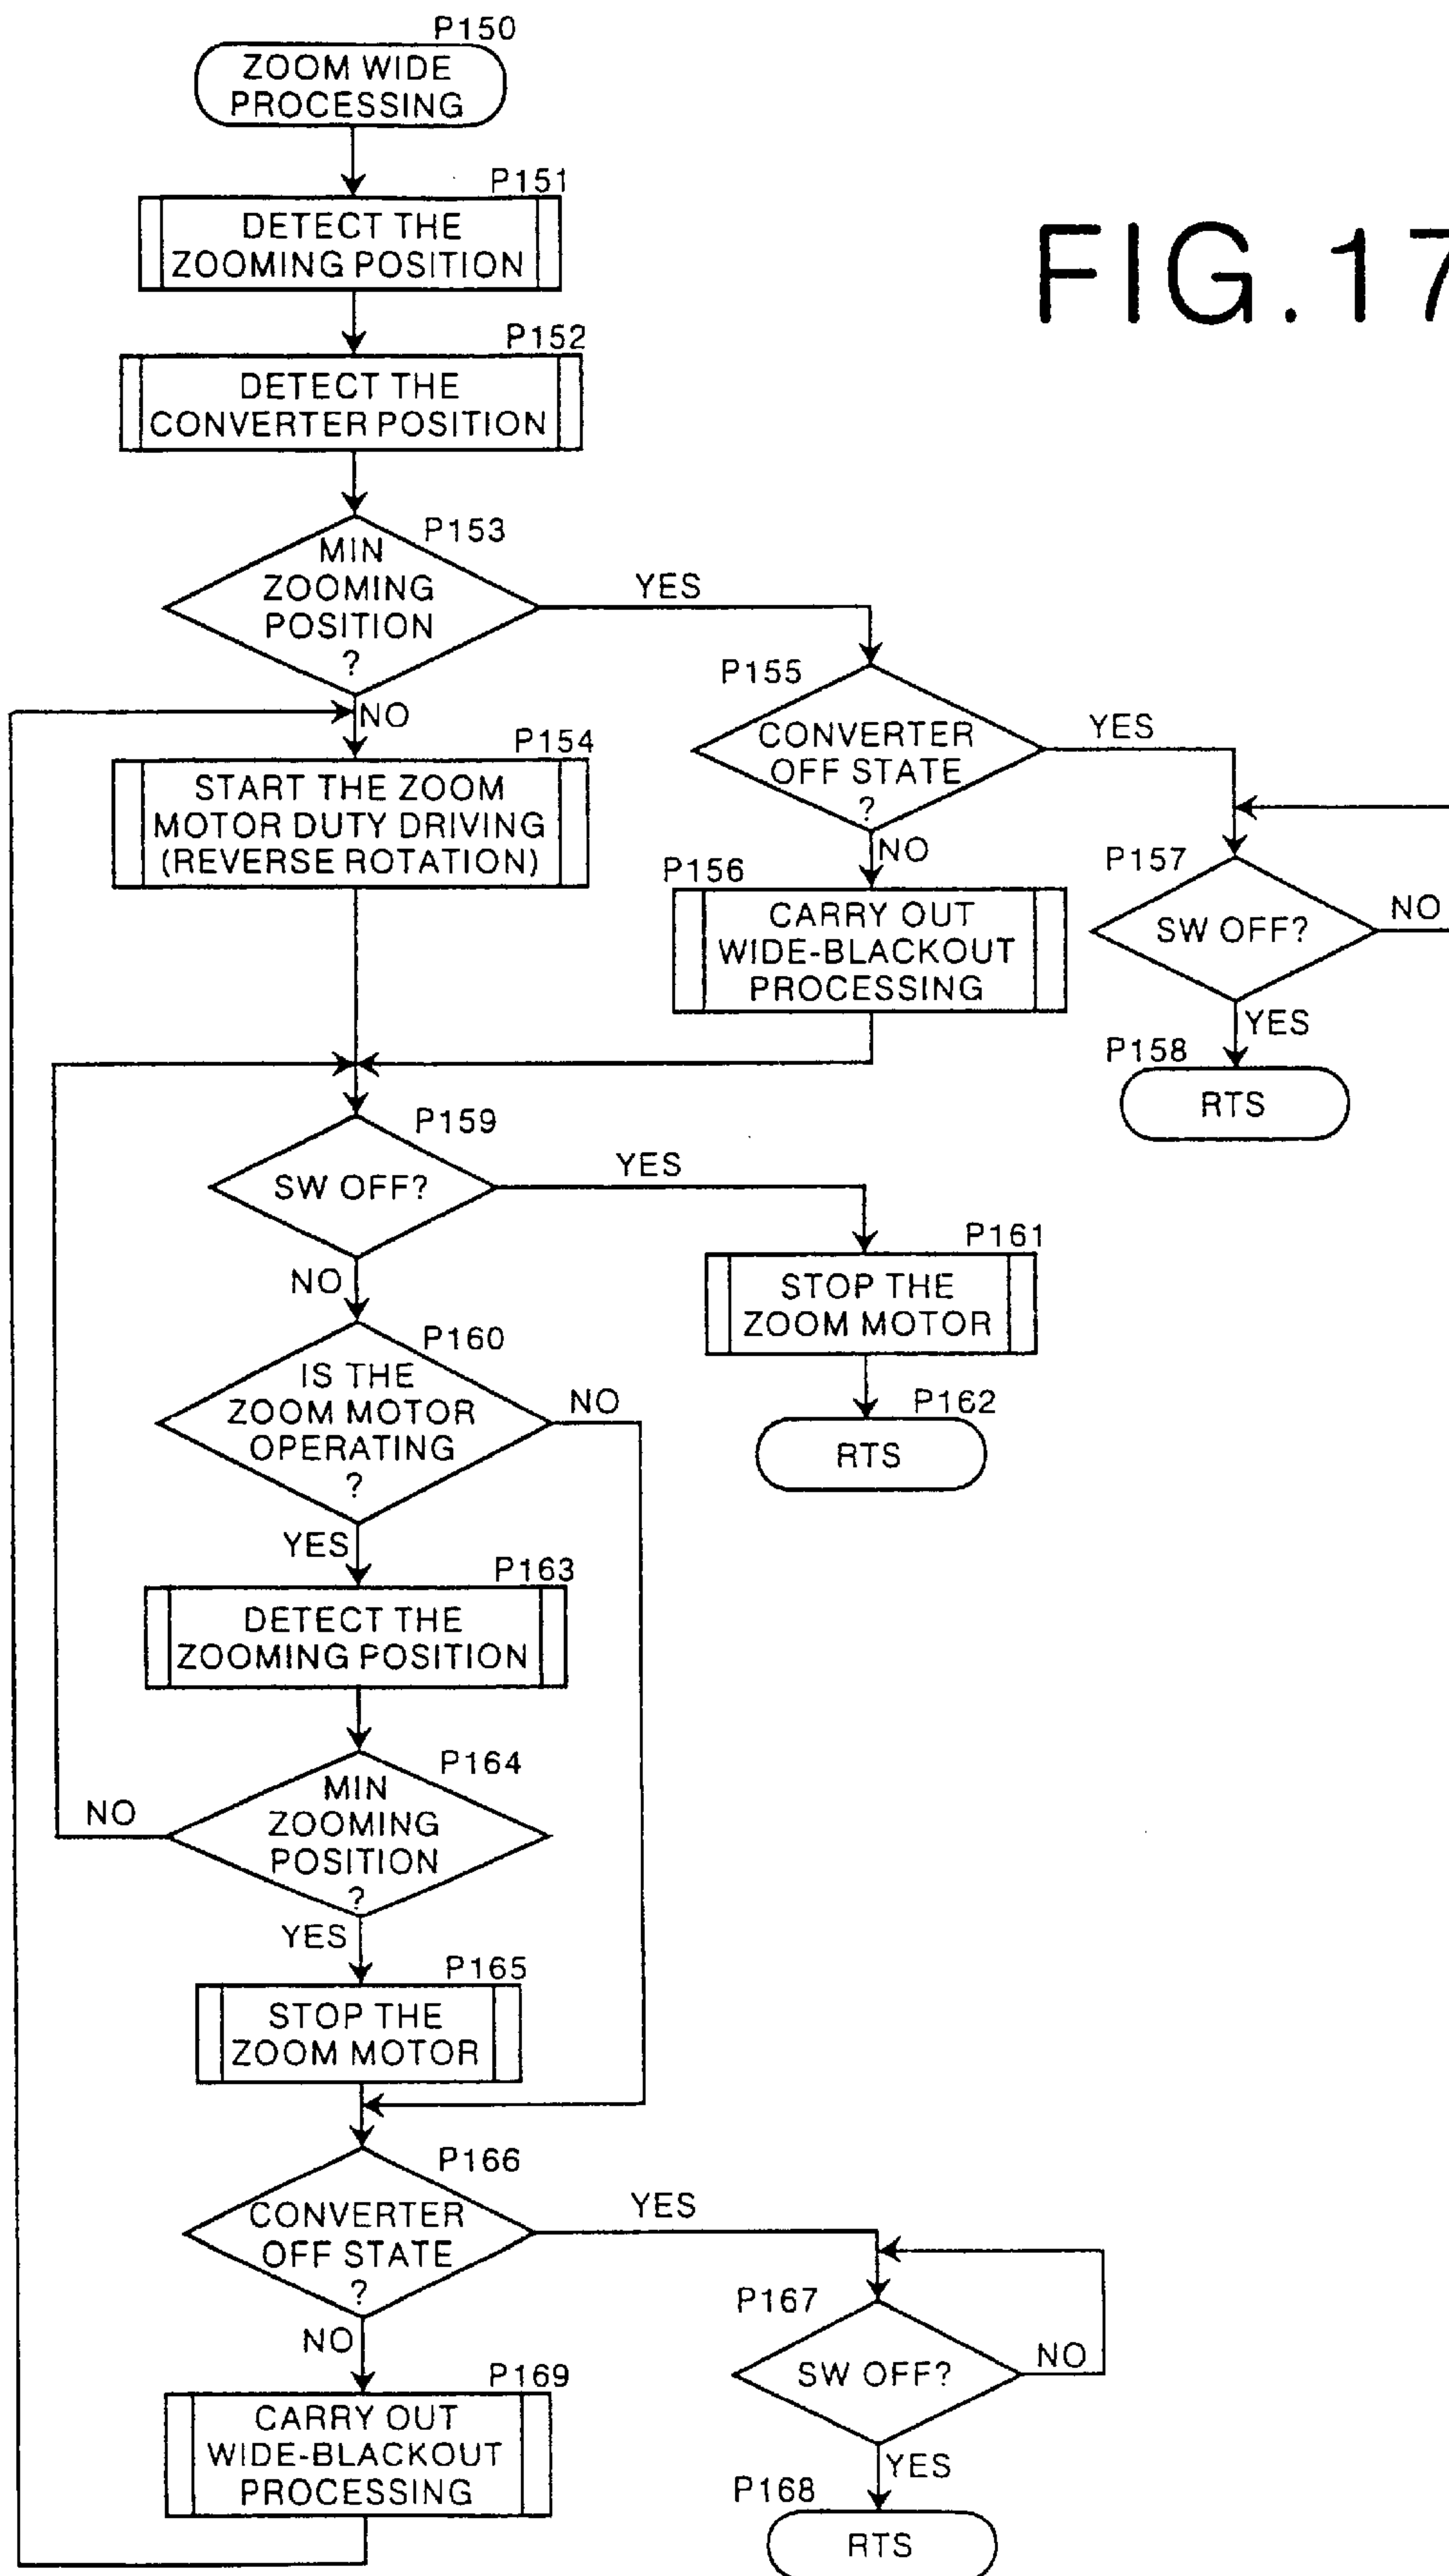 P150
ZOOM WIDE
PROCESSING
P151
DETECT THE
ZOOMING POSITION
FIG.17
P152
DETECT THE
CONVERTER POSITION
P153
MIN
ZOOMING
POSITION
?
YES
NO
P154
START THE ZOOM
MOTOR DUTY DRIVING
(REVERSE ROTATION)
P155
CONVERTER
OFF STATE
?
YES
NO
P156
CARRY OUT
WIDE-BLACKOUT
PROCESSING
P157
SW OFF?
NO
YES
P158
RTS
P159
SW OFF?
YES
NO
P161
STOP THE
ZOOM MOTOR
P162
RTS
P160
IS THE
ZOOM MOTOR
OPERATING
?
NO
YES
P163
DETECT THE
ZOOMING POSITION
P164
MIN
ZOOMING
POSITION
?
NO
YES
P165
STOP THE
ZOOM MOTOR
P166
CONVERTER
OFF STATE
?
YES
NO
P167
SW OFF?
NO
YES
P168
RTS
P169
CARRY OUT
WIDE-BLACKOUT
PROCESSING